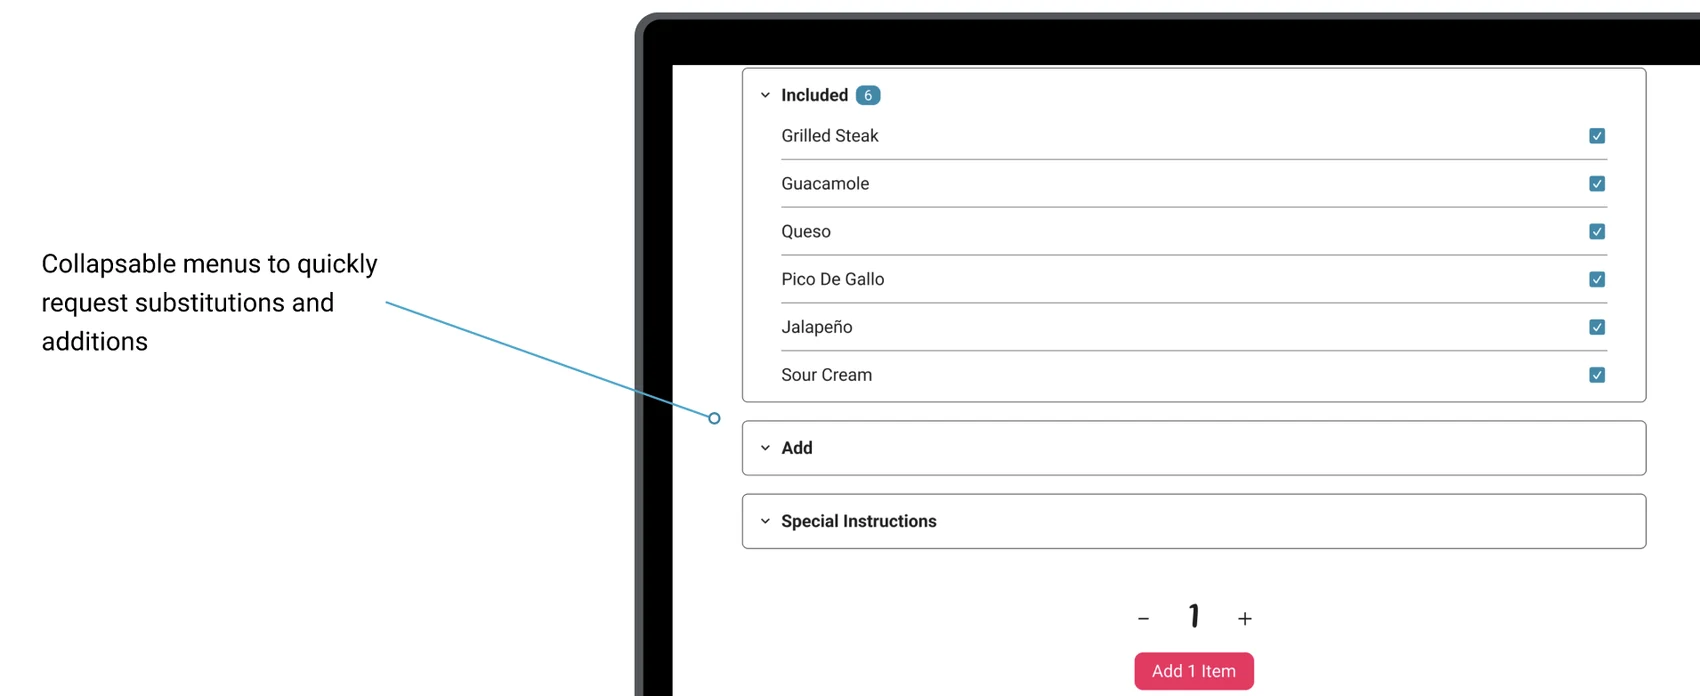 Collapsable menus to quickly
request substitutions and
additions
Included 6
Grilled Steak
Guacamole
Queso
Pico De Gallo
Jalapeño
Sour Cream
Add
Special Instructions
− 1 +
Add 1 Item